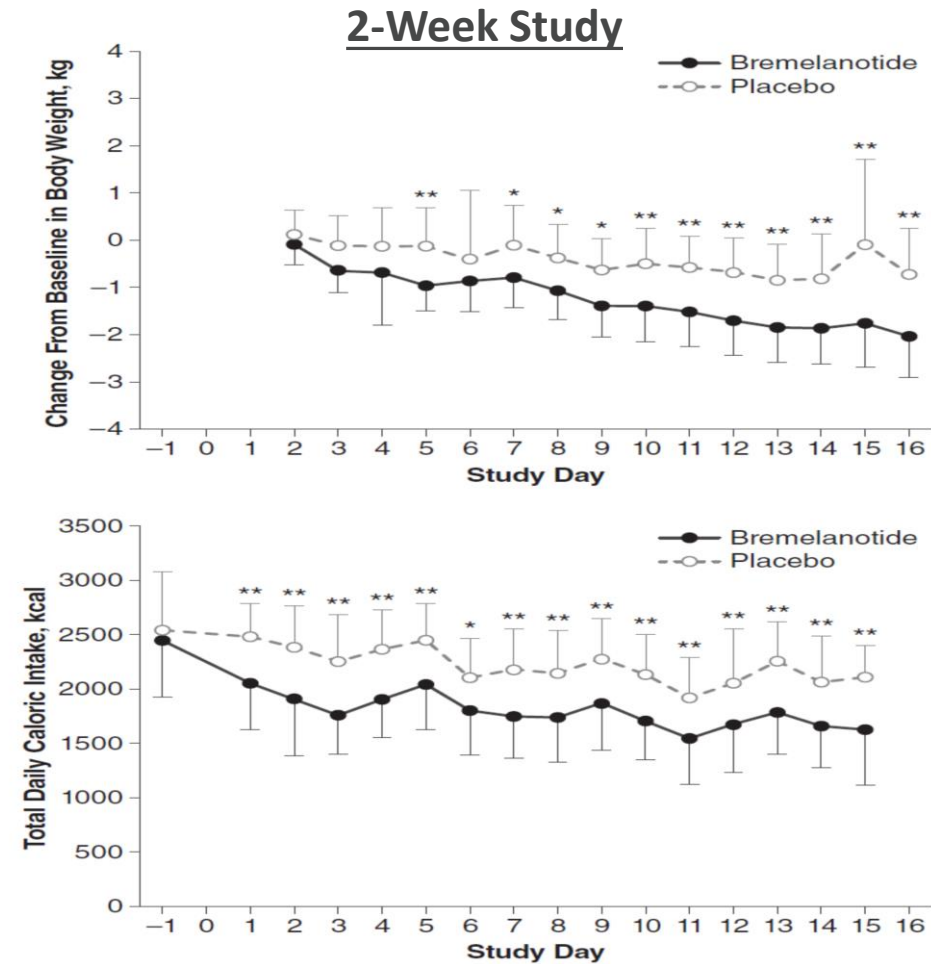 2-Week Study
Bremelanotide
Placebo
Change From Baseline in Body Weight, kg
4
3
2
1
0
−1
−2
−3
−4
** * * * ** ** ** ** ** ** **
−1 0 1 2 3 4 5 6 7 8 9 10 11 12 13 14 15 16
Study Day
Bremelanotide
Placebo
Total Daily Caloric Intake, kcal
3500
3000
2500
2000
1500
1000
500
0
** ** ** ** ** * ** ** ** ** ** ** ** ** **
−1 0 1 2 3 4 5 6 7 8 9 10 11 12 13 14 15 16
Study Day